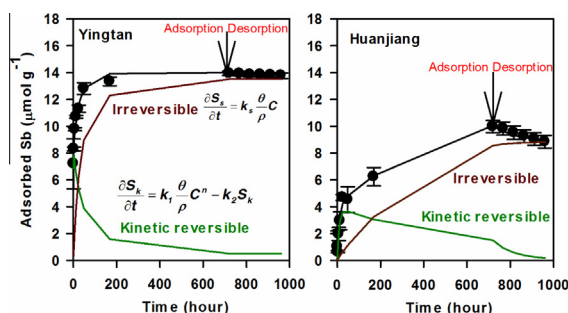 Adsorbed Sb (μmol g⁻¹)
18
16
14
12
10
8
6
4
2
0
Yingtan
Adsorption Desorption
Irreversible ∂Sₛ/∂t = kₛ θ/ρ C
∂Sₖ/∂t = k₁ θ/ρ Cⁿ − k₂Sₖ
Kinetic reversible
0 200 400 600 800 1000
Time (hour)
18
16
14
12
10
8
6
4
2
0
Huanjiang
Adsorption Desorption
Irreversible
Kinetic reversible
0 200 400 600 800 1000
Time (hour)